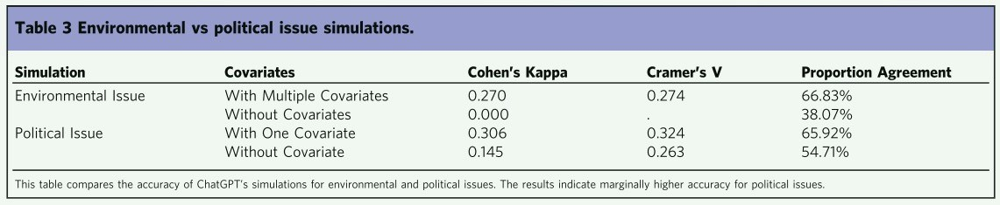 Table 3 Environmental vs political issue simulations.
Simulation Covariates Cohen's Kappa Cramer's V Proportion Agreement
Environmental Issue With Multiple Covariates 0.270 0.274 66.83%
Without Covariates 0.000 . 38.07%
Political Issue With One Covariate 0.306 0.324 65.92%
Without Covariate 0.145 0.263 54.71%
This table compares the accuracy of ChatGPT's simulations for environmental and political issues. The results indicate marginally higher accuracy for political issues.